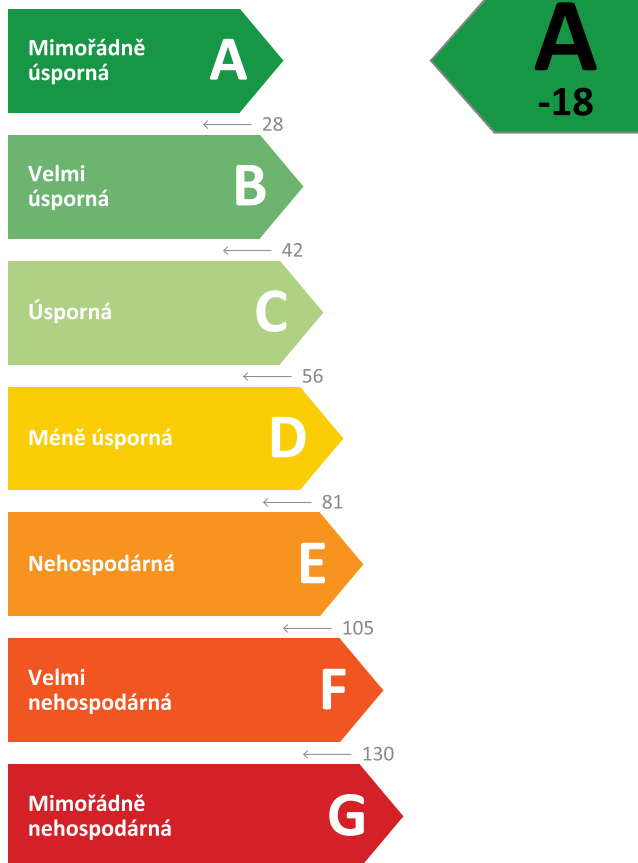 Mimořádně
úsporná
A
28
Velmi
úsporná
B
42
Úsporná
C
56
Méně úsporná
D
81
Nehospodárná
E
105
Velmi
nehospodárná
F
130
Mimořádně
nehospodárná
G
A
-18